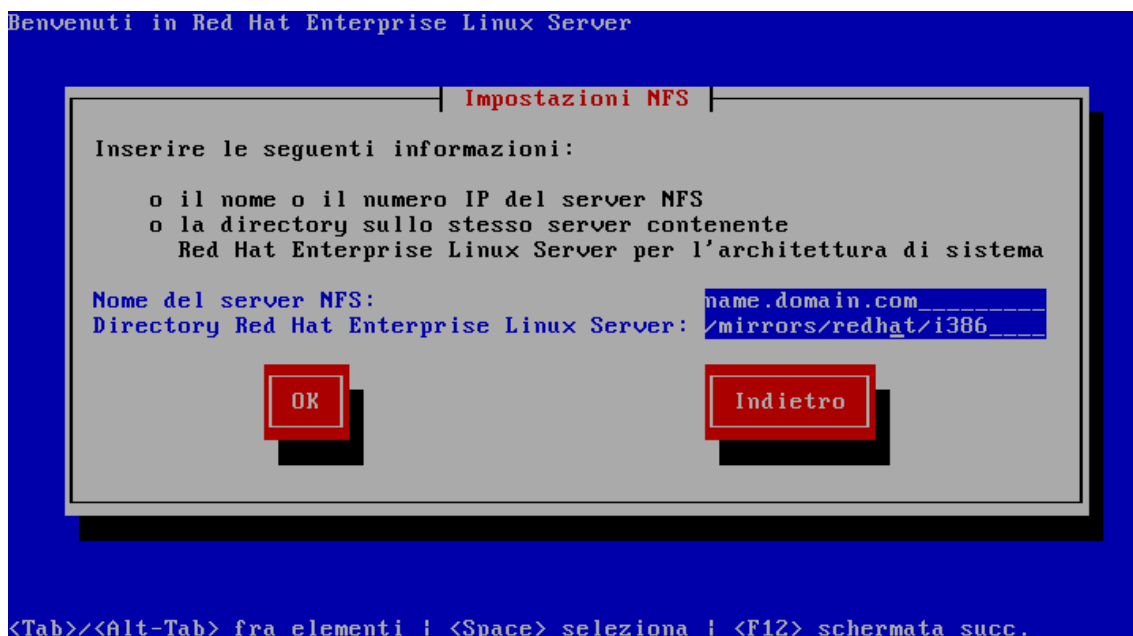 Benvenuti in Red Hat Enterprise Linux Server
Impostazioni NFS
Inserire le seguenti informazioni:
o il nome o il numero IP del server NFS
o la directory sullo stesso server contenente
Red Hat Enterprise Linux Server per l'architettura di sistema
Nome del server NFS: name.domain.com_________
Directory Red Hat Enterprise Linux Server: /mirrors/redhat/i386____
OK Indietro
<Tab>/<Alt-Tab> fra elementi | <Space> seleziona | <F12> schermata succ.